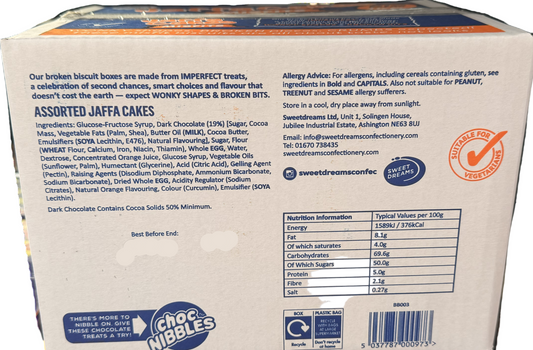 Our broken biscuit boxes are made from IMPERFECT treats,
a celebration of second chances, smart choices and flavour that
doesn't cost the earth — expect WONKY SHAPES & BROKEN BITS.
ASSORTED JAFFA CAKES
Ingredients: Glucose-Fructose Syrup, Dark Chocolate (19%) [Sugar, Cocoa
Mass, Vegetable Fats (Palm, Shea), Butter Oil (MILK), Cocoa Butter,
Emulsifiers (SOYA Lecithin, E476), Natural Flavouring], Sugar, Flour
(WHEAT Flour, Calcium, Iron, Niacin, Thiamin), Whole EGG, Water,
Dextrose, Concentrated Orange Juice, Glucose Syrup, Vegetable Oils
(Sunflower, Palm), Humectant (Glycerine), Acid (Citric Acid), Gelling Agent
(Pectin), Raising Agents (Disodium Diphosphate, Ammonium Bicarbonate,
Sodium Bicarbonate), Dried Whole EGG, Acidity Regulator (Sodium
Citrates), Natural Orange Flavouring, Colour (Curcumin), Emulsifier (SOYA
Lecithin).
Dark Chocolate Contains Cocoa Solids 50% Minimum.
Best Before End:
THERE'S MORE TO
NIBBLE ON. GIVE
THESE CHOCOLATE
TREATS A TRY!
choc
NIBBLES
Allergy Advice: For allergens, including cereals containing gluten, see
ingredients in Bold and CAPITALS. Also not suitable for PEANUT,
TREENUT and SESAME allergy sufferers.
Store in a cool, dry place away from sunlight.
Sweetdreams Ltd, Unit 1, Solingen House,
Jubilee Industrial Estate, Ashington NE63 8UI
Email: info@sweetdreamsconfectionery.com
Tel: 01670 738435
sweetdreamsconfectionery.com
sweetdreamsconfec
SWEET
DREAMS
SUITABLE FOR
VEGETARIANS
Nutrition Information Typical Values per 100g
Energy 1589kJ / 376kCal
Fat 8.1g
Of which saturates 4.0g
Carbohydrates 69.6g
Of Which Sugars 50.0g
Protein 5.0g
Fibre 2.1g
Salt 0.27g
BOX
Recycle
PLASTIC BAG
RECYCLE
WITH BAGS
AT LARGE
SUPERMARKET
Don't recycle
at home
BB003
5 037787 000973 >